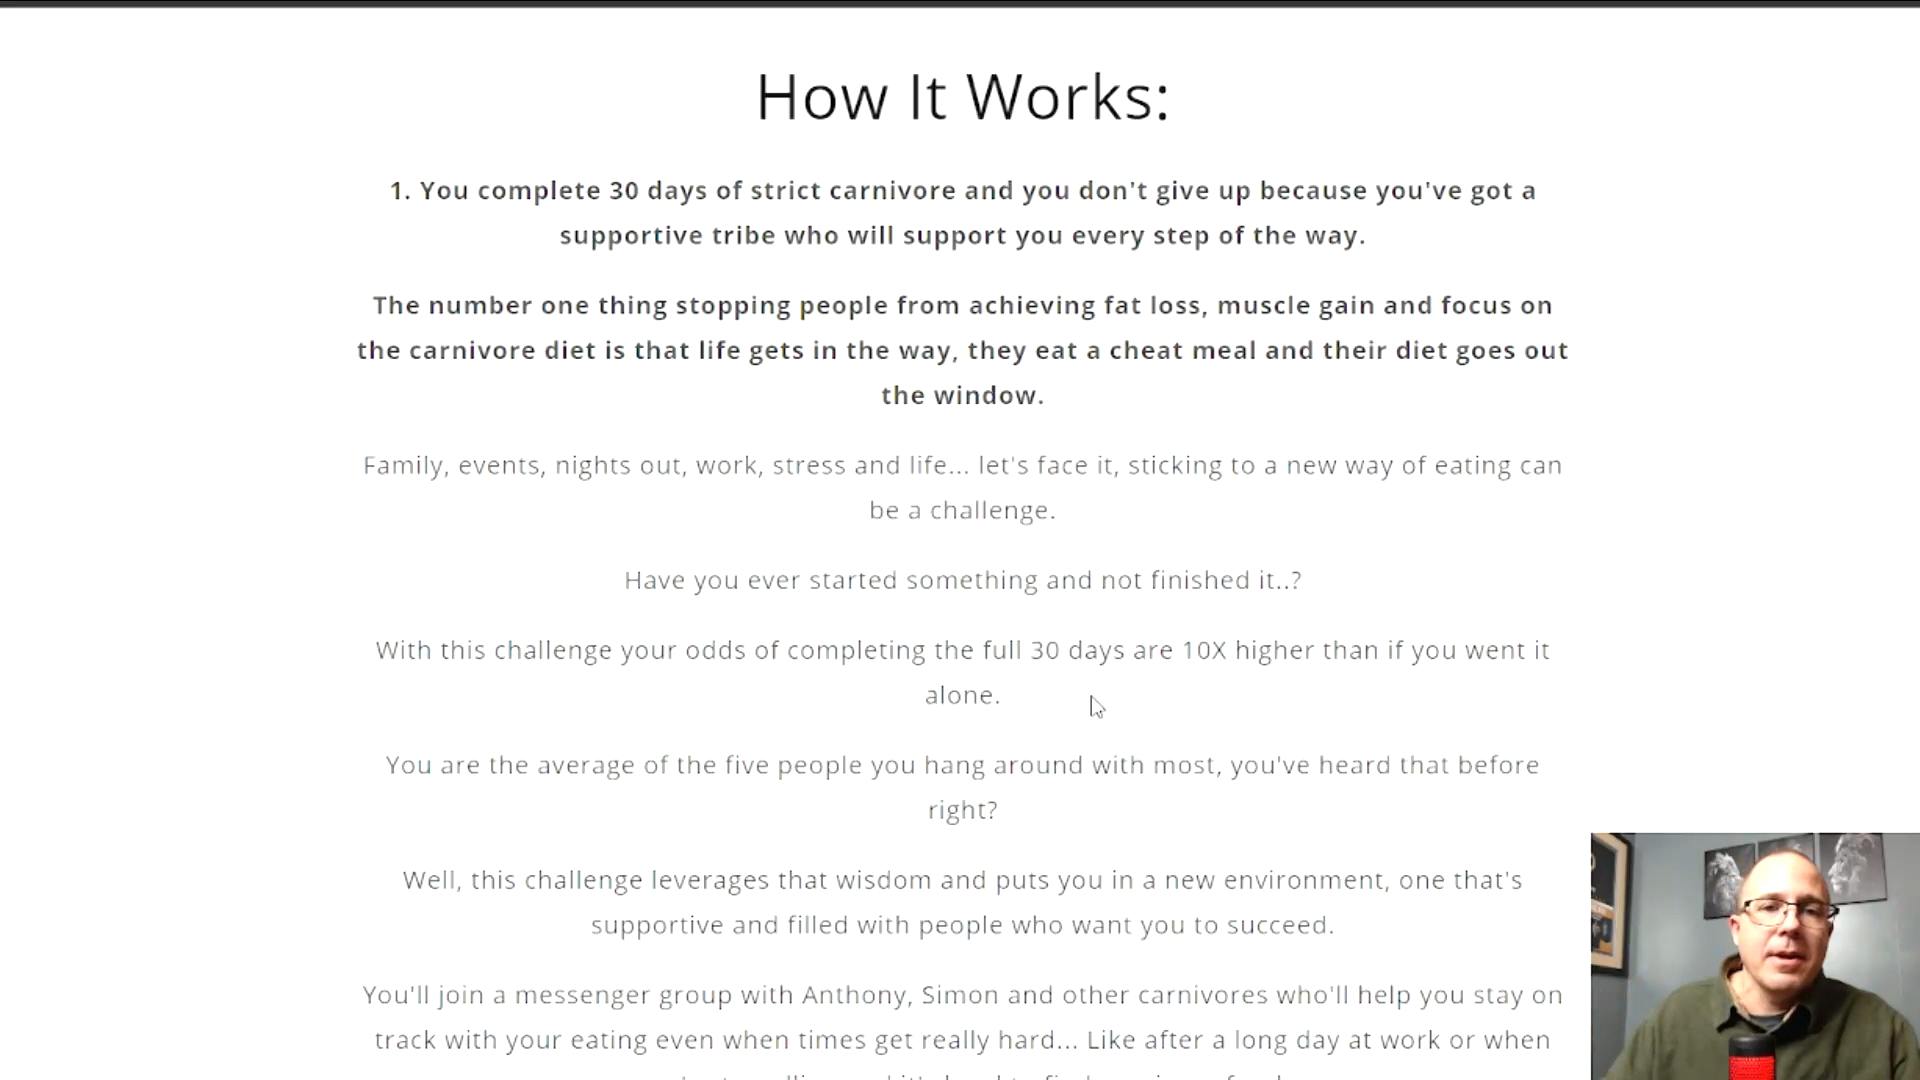 How It Works:
1. You complete 30 days of strict carnivore and you don't give up because you've got a
supportive tribe who will support you every step of the way.
The number one thing stopping people from achieving fat loss, muscle gain and focus on
the carnivore diet is that life gets in the way, they eat a cheat meal and their diet goes out
the window.
Family, events, nights out, work, stress and life... let's face it, sticking to a new way of eating can
be a challenge.
Have you ever started something and not finished it..?
With this challenge your odds of completing the full 30 days are 10X higher than if you went it
alone.
You are the average of the five people you hang around with most, you've heard that before
right?
Well, this challenge leverages that wisdom and puts you in a new environment, one that's
supportive and filled with people who want you to succeed.
You'll join a messenger group with Anthony, Simon and other carnivores who'll help you stay on
track with your eating even when times get really hard... Like after a long day at work or when